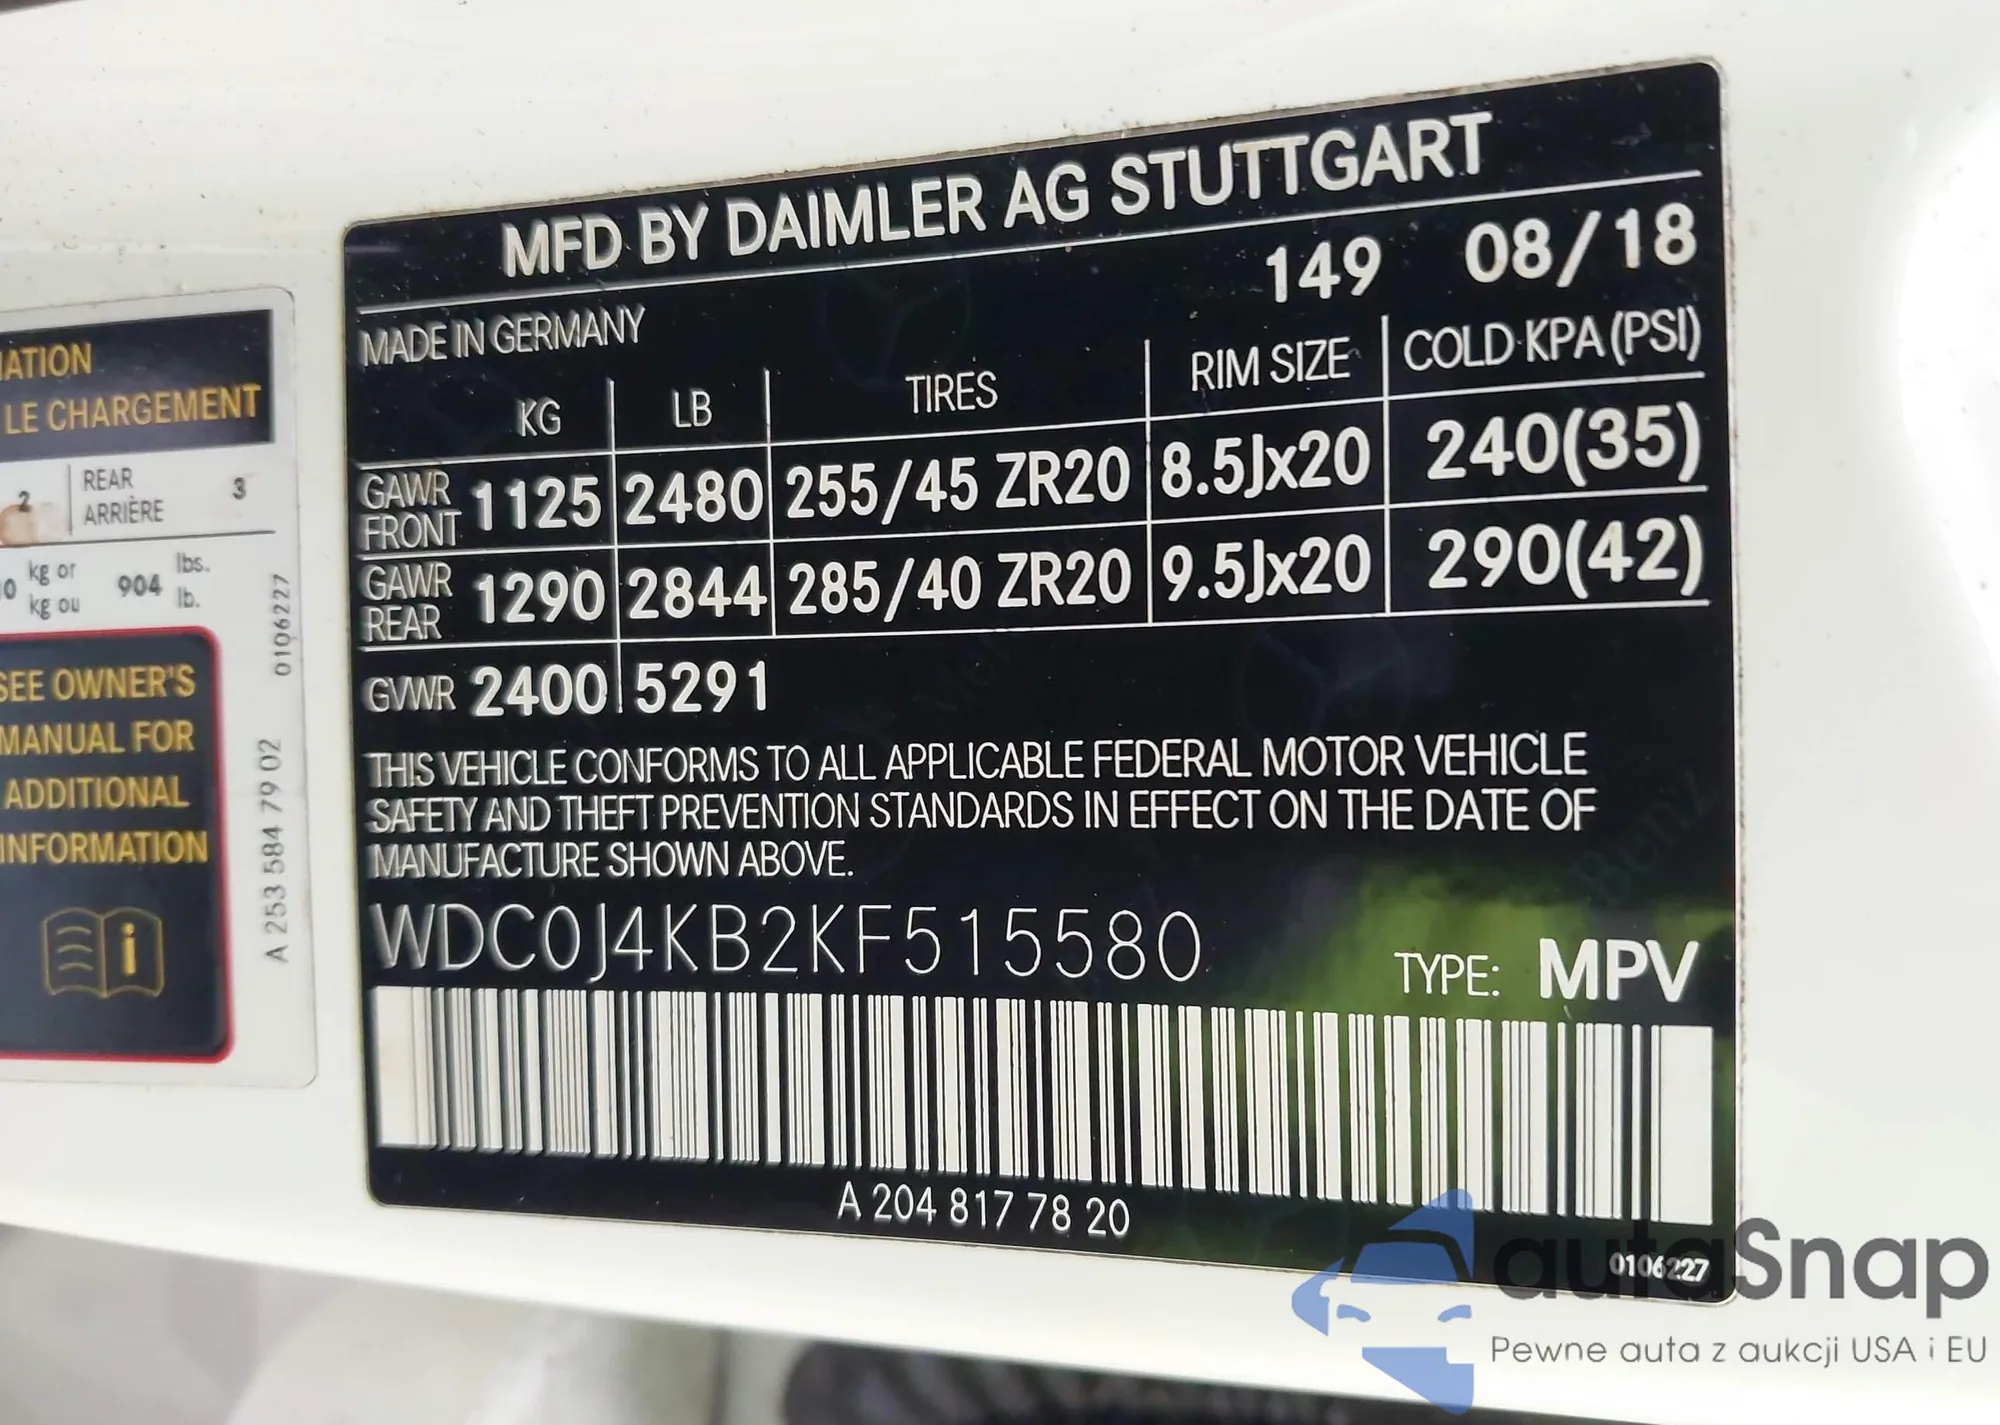 ATION
LE CHARGEMENT
2 REAR ARRIÈRE 3
0 kg or kg ou 904 lbs. lb.
SEE OWNER'S
MANUAL FOR
ADDITIONAL
INFORMATION
i
A 253 584 79 02 0106227
MFD BY DAIMLER AG STUTTGART
149 08/18
MADE IN GERMANY
KG LB TIRES RIM SIZE COLD KPA (PSI)
GAWR FRONT 1125 2480 255/45 ZR20 8.5Jx20 240(35)
GAWR REAR 1290 2844 285/40 ZR20 9.5Jx20 290(42)
GVWR 2400 5291
THIS VEHICLE CONFORMS TO ALL APPLICABLE FEDERAL MOTOR VEHICLE
SAFETY AND THEFT PREVENTION STANDARDS IN EFFECT ON THE DATE OF
MANUFACTURE SHOWN ABOVE.
WDC0J4KB2KF515580
TYPE: MPV
A 204 817 78 20
0106227
autaSnap
Pewne auta z aukcji USA i EU